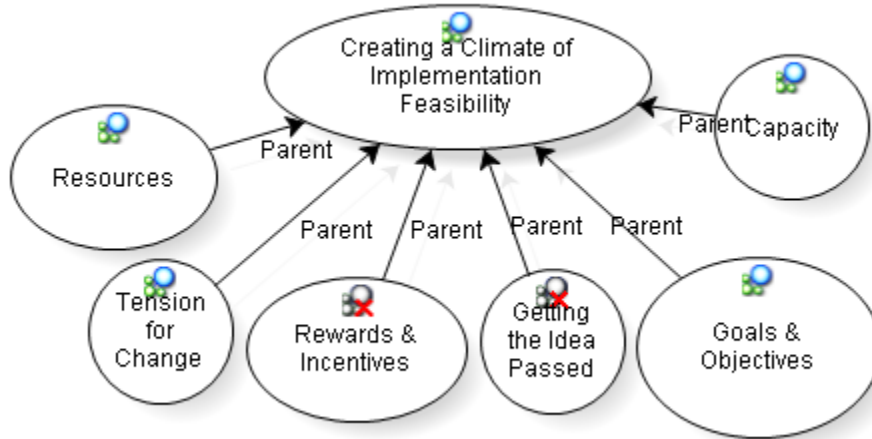 Creating a Climate of
Implementation
Feasibility
Parent
Capacity
Parent
Resources
Parent
Parent
Parent
Parent
Tension
for
Change
Rewards &
Incentives
Getting
the Idea
Passed
Goals &
Objectives